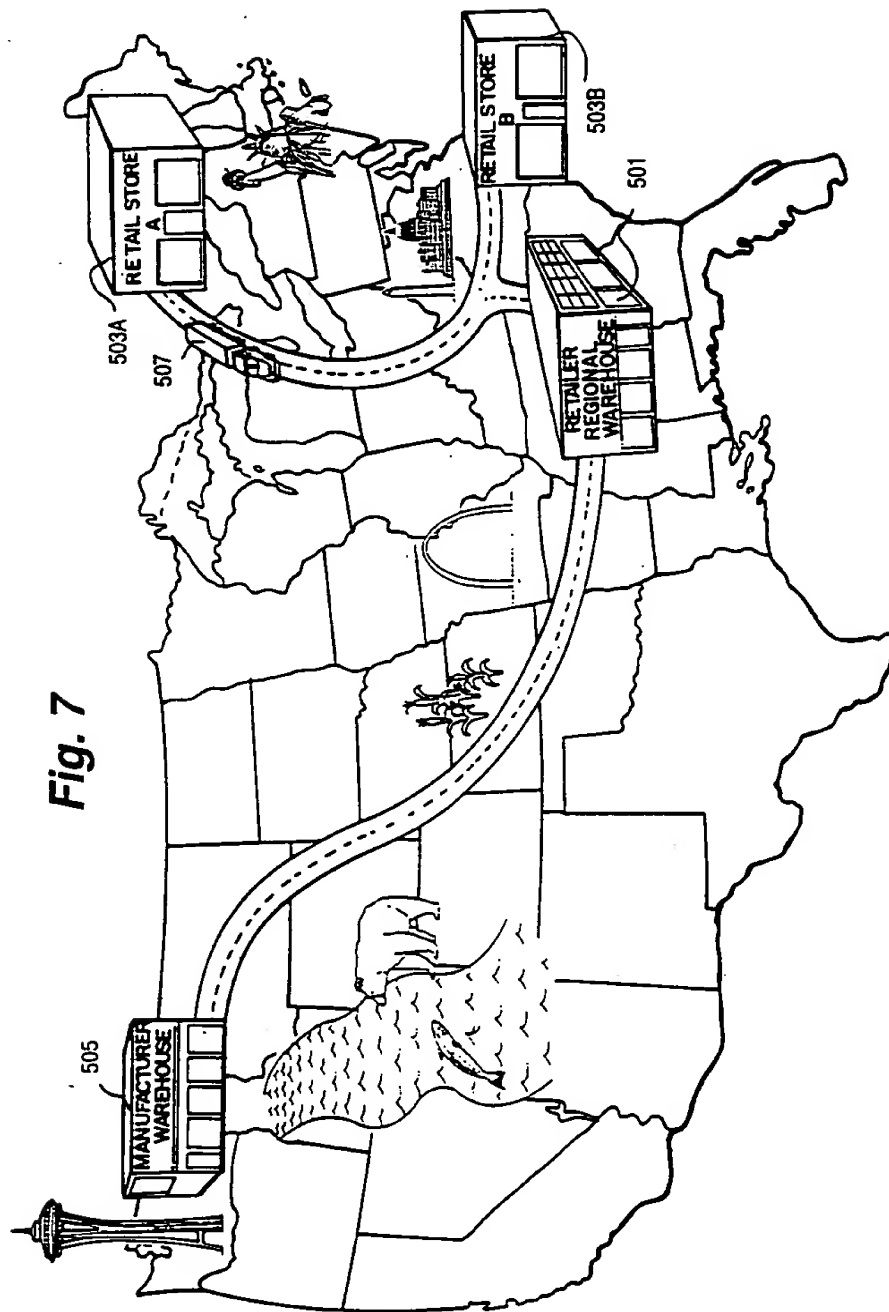 Fig. 7
505
MANUFACTURER
WAREHOUSE
503A
RETAIL STORE
A
507
RETAIL STORE
B
503B
RETAILER
REGIONAL
WAREHOUSE
501